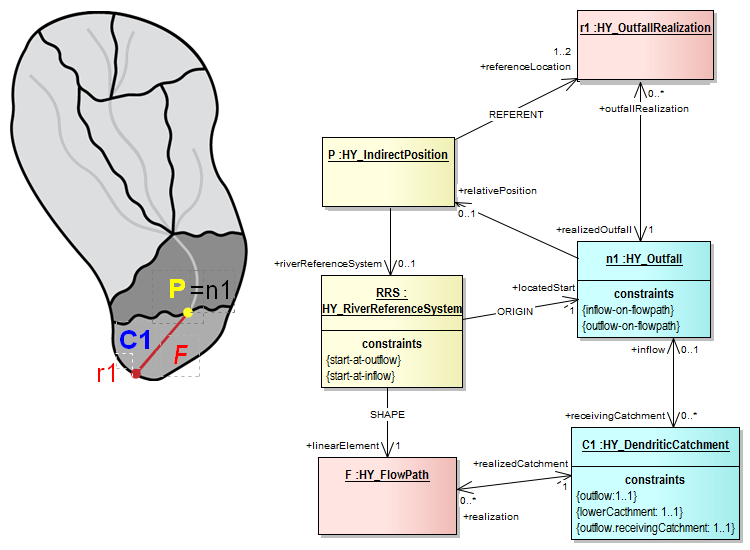 P =n1
C1
F
r1
r1 :HY_OutfallRealization
1..2
+referenceLocation
0..*
+outfallRealization
REFERENT
P :HY_IndirectPosition
+relativePosition
0..1
+realizedOutfall
1
+riverReferenceSystem
0..1
n1 :HY_Outfall
constraints
{inflow-on-flowpath}
{outflow-on-flowpath}
RRS :
HY_RiverReferenceSystem
constraints
{start-at-outflow}
{start-at-inflow}
+locatedStart
ORIGIN
1
+inflow
0..1
SHAPE
+receivingCatchment
0..*
+linearElement
1
C1 :HY_DendriticCatchment
constraints
{outflow:1..1}
{lowerCacthment: 1..1}
{outflow.receivingCatchment: 1..1}
F :HY_FlowPath
+realizedCatchment
1
0..*
+realization